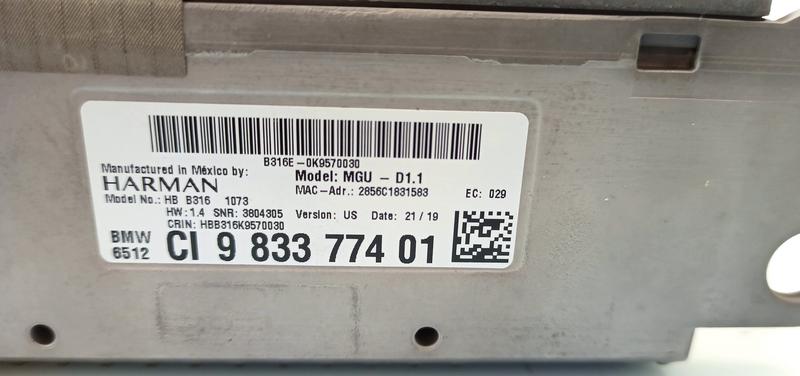 B316E-0K9570030
Manufactured in México by:
HARMAN
Model: MGU - D1.1
MAC-Adr.: 2856C1831583
EC: 029
Model No.: HB B316 1073
HW: 1.4 SNR: 3804305 Version: US Date: 21/19
CRIN: HBB316K9570030
BMW
6512
CI 9 833 774 01